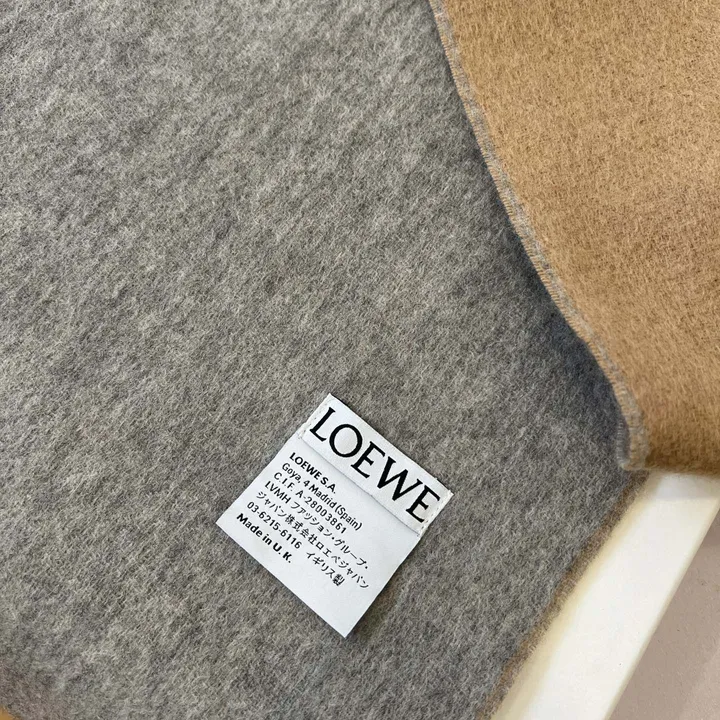 LOEWE
LOEWE S.A.
Goya, 4 Madrid (Spain)
C.I.F. A-28003861
LVMH ファッション・グループ・
ジャパン株式会社ロエベジャパン
03-6215-6116 イギリス製
Made in U.K.